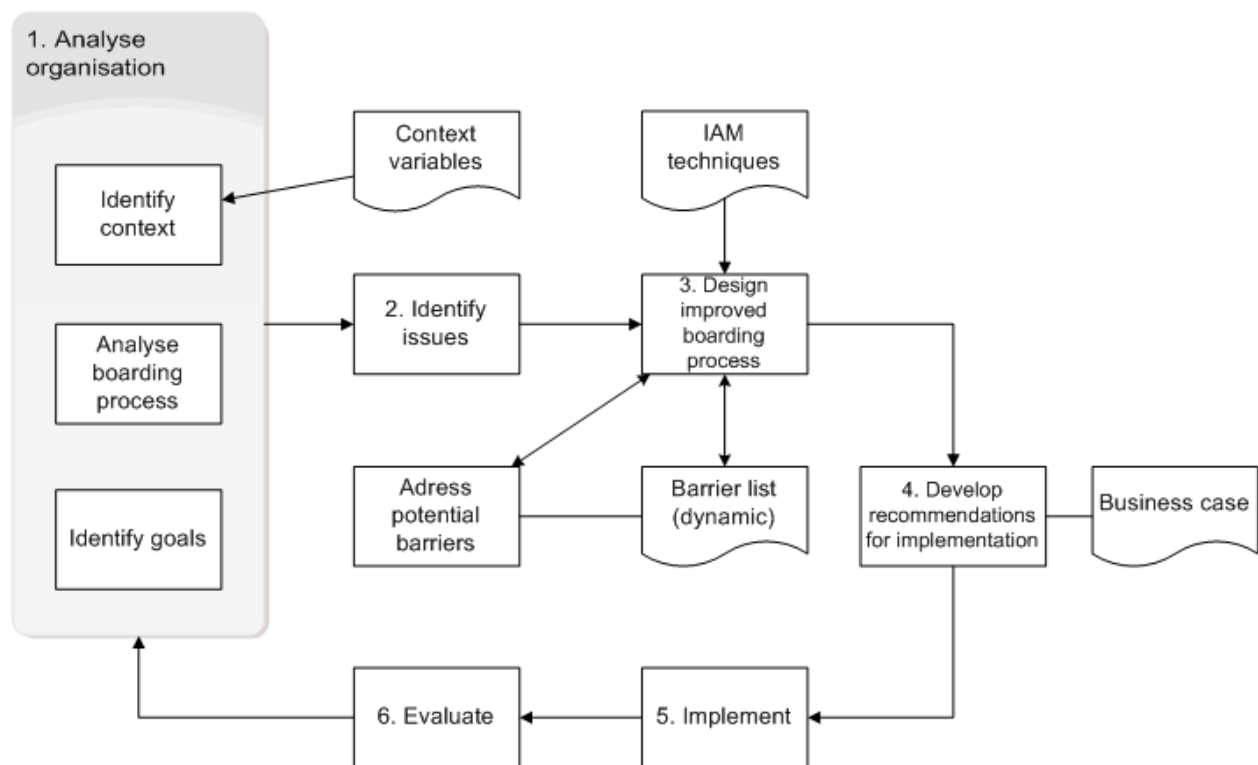 1. Analyse
organisation
Context
variables
IAM
techniques
Identify
context
2. Identify
issues
3. Design
improved
boarding
process
Analyse
boarding
process
Adress
potential
barriers
Barrier list
(dynamic)
4. Develop
recommendations
for implementation
Business case
Identify goals
6. Evaluate
5. Implement